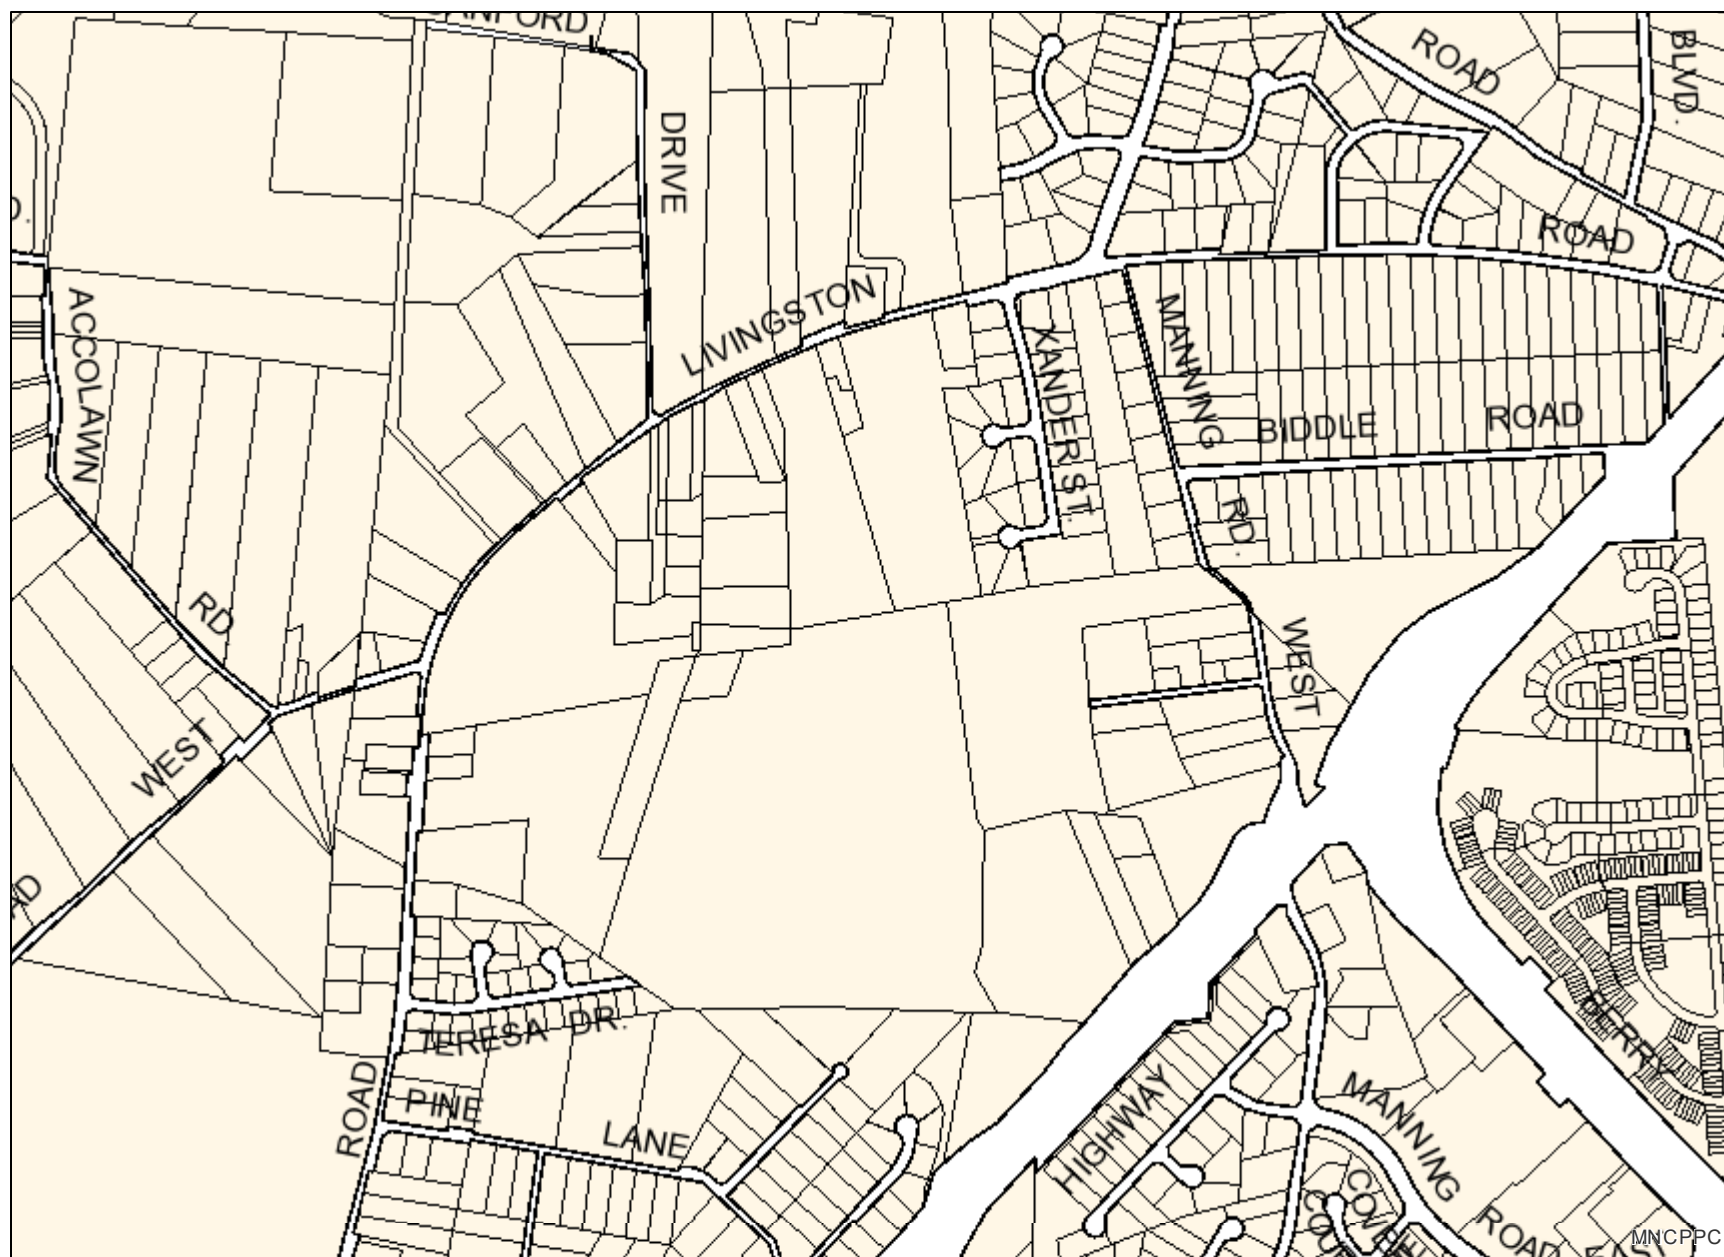 DRIVE
ROAD
BLVD.
ROAD
ACCOLAWN
LIVINGSTON
MANNING
XANDER ST.
BIDDLE
ROAD
RD.
RD
WEST
WEST
TERESA DR.
ROAD
PINE
LANE
HIGHWAY
BERRY
MANNING
ROAD
MNCPPC